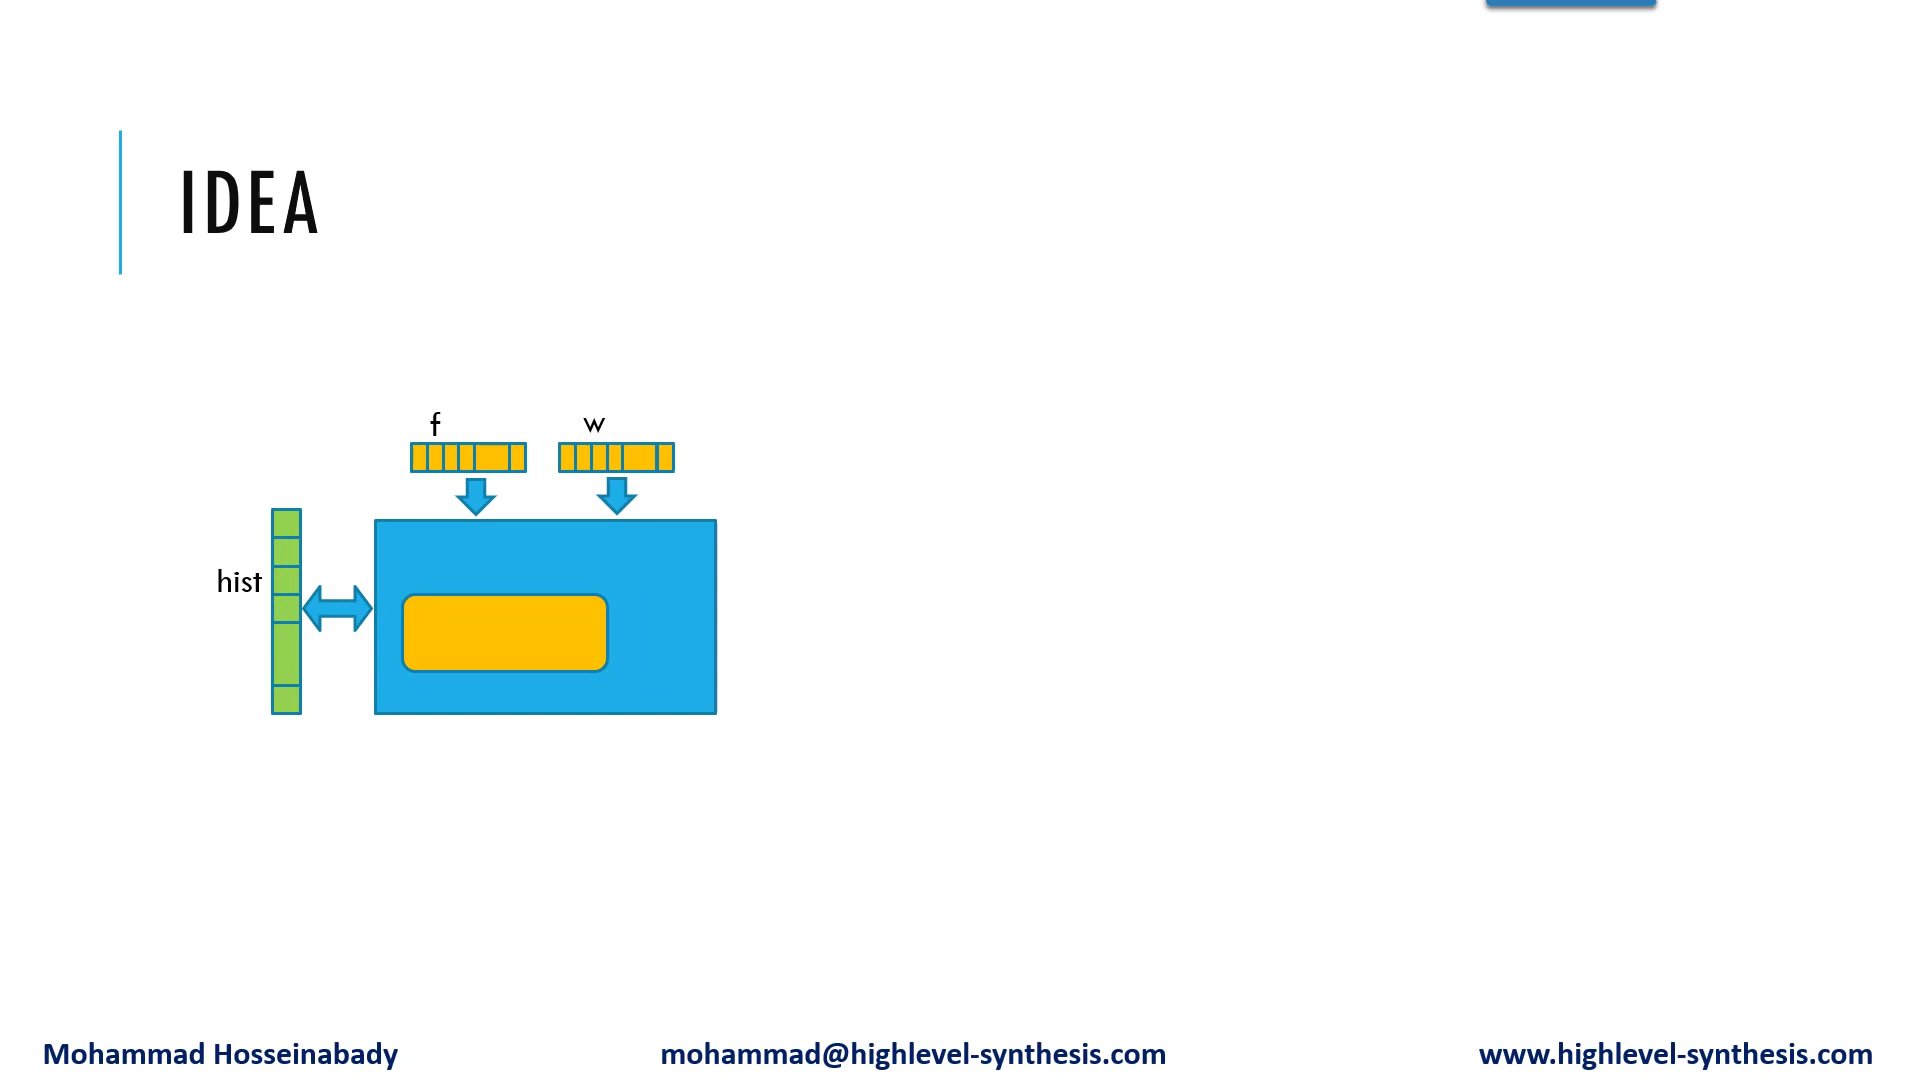 IDEA
f
w
hist
Mohammad Hosseinabady
mohammad@highlevel-synthesis.com
www.highlevel-synthesis.com